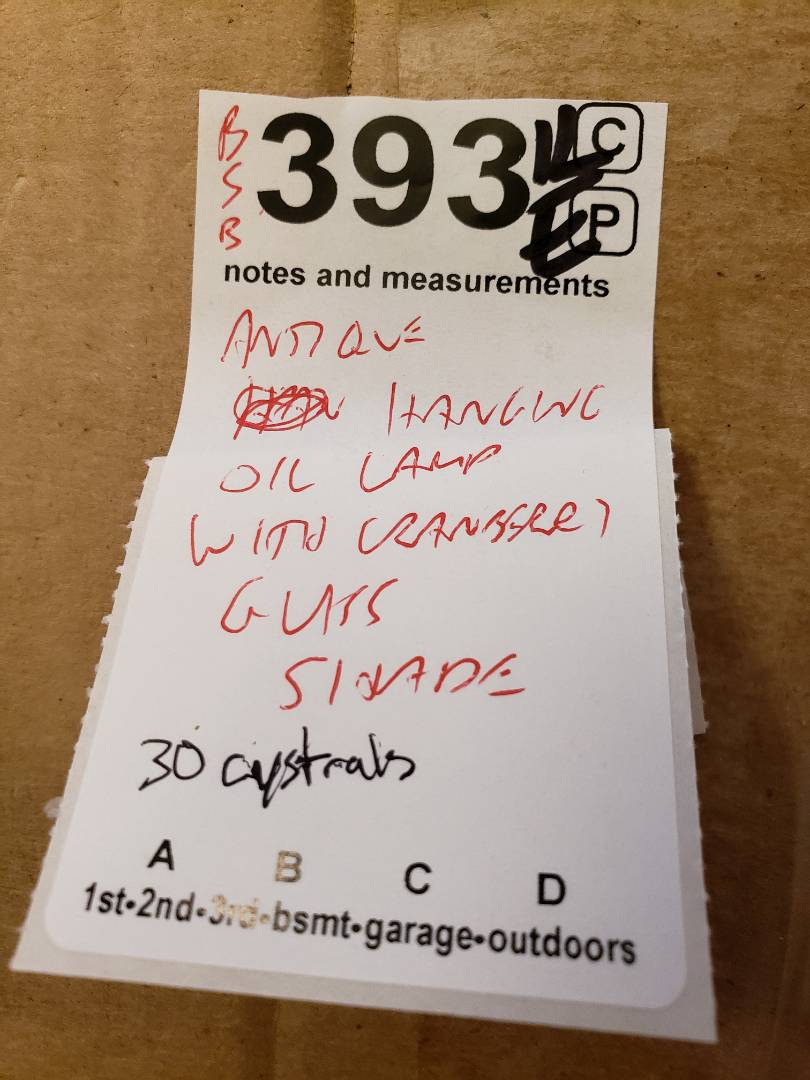 B
S
B
393
C
P
notes and measurements
ANTIQUE
HANGING
OIL LAMP
WITH CRANBERRY
GLASS
SHADE
30 crystals
A B C D
1st•2nd•3rd•bsmt•garage•outdoors